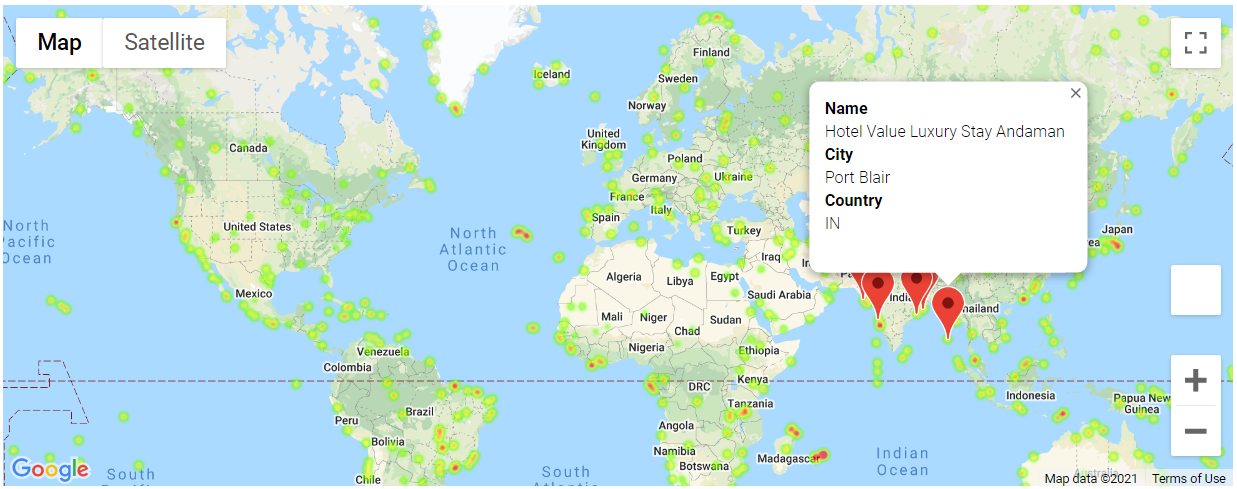 Map
Satellite
Finland
Iceland
Sweden
Norway
United
Kingdom
Canada
Poland
Germany
Ukraine
France
Italy
Spain
Turkey
United States
North
Atlantic
Ocean
North
Pacific
Ocean
Name
Hotel Value Luxury Stay Andaman
City
Port Blair
Country
IN
Japan
Iraq
Algeria
Libya
Egypt
Saudi Arabia
Mexico
India
Thailand
Mali
Niger
Chad
Sudan
Nigeria
Ethiopia
Venezuela
Colombia
DRC
Kenya
Indonesia
Papua New
Guinea
Brazil
Tanzania
Peru
Angola
Bolivia
Namibia
Botswana
Madagascar
Indian
Ocean
Chile
South
South
Atlantic
Australia
Google
Map data ©2021
Terms of Use